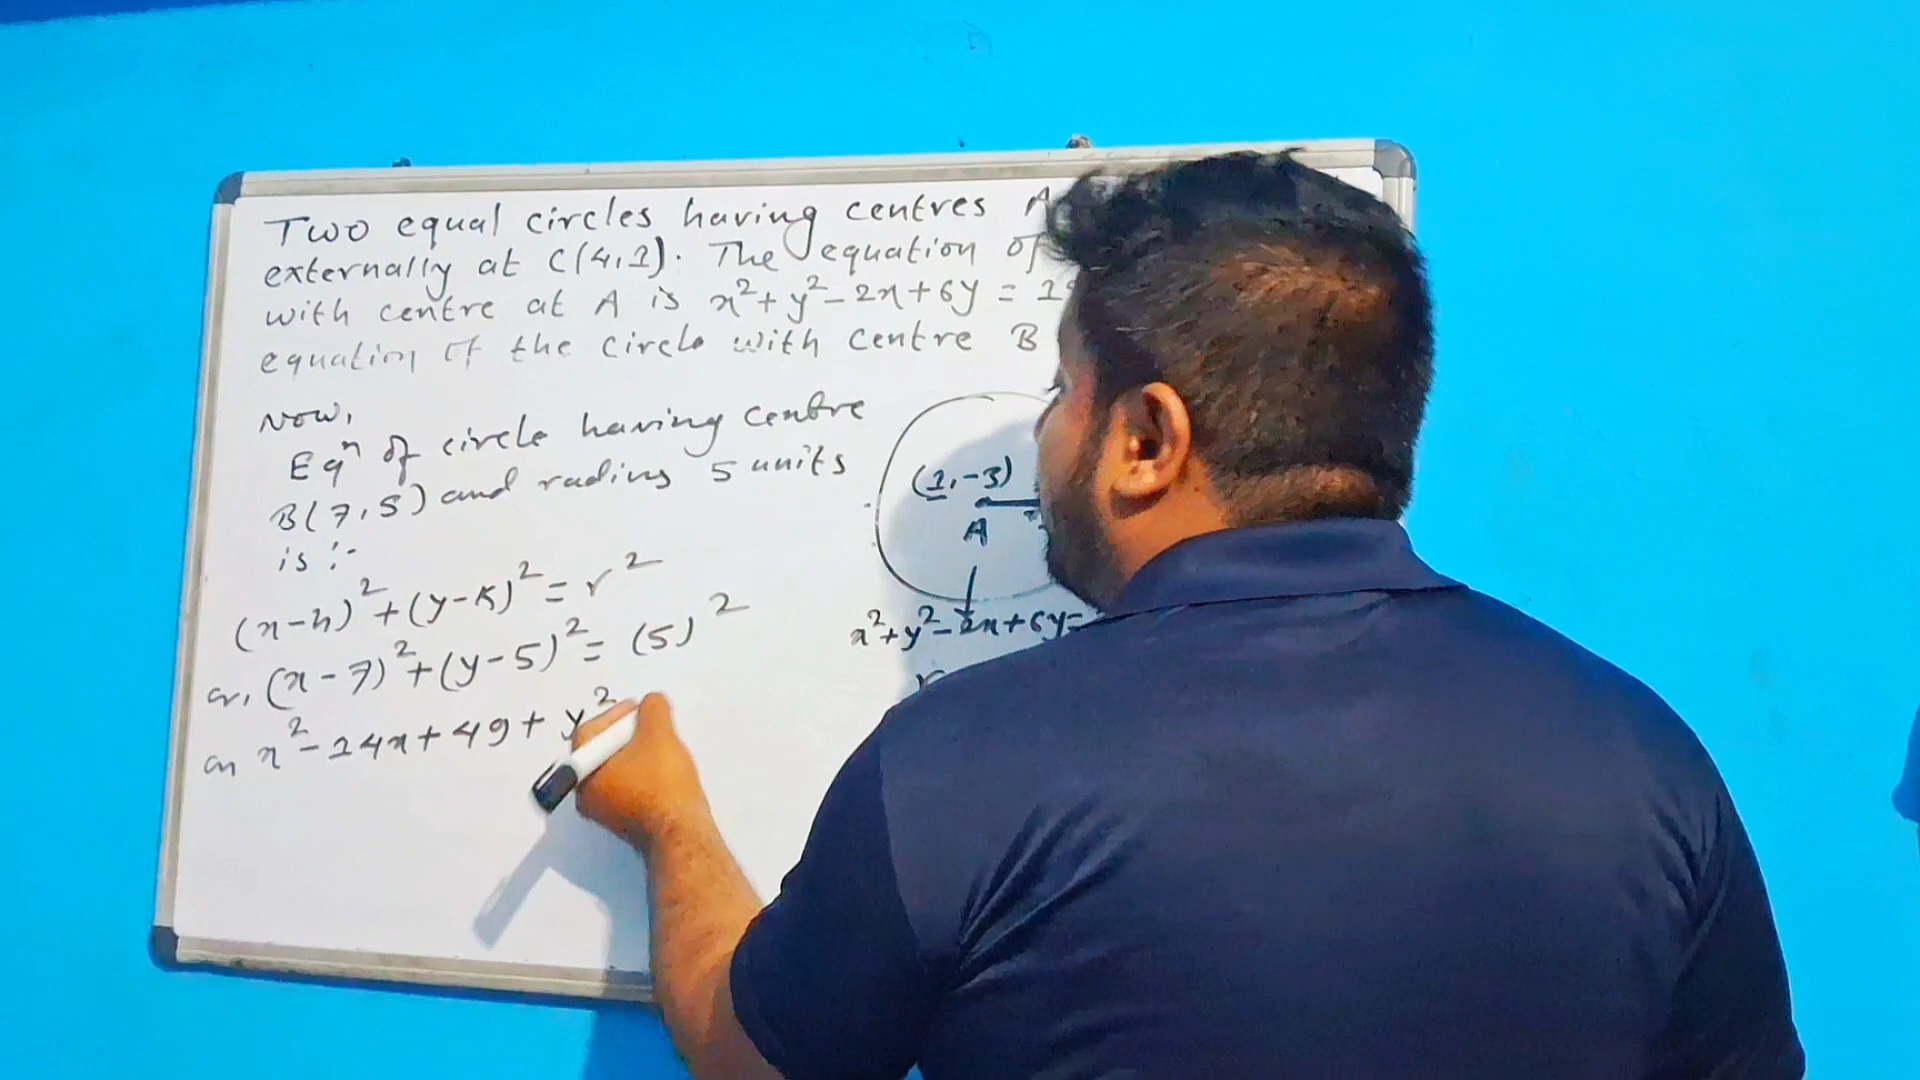 Two equal circles having centres A
externally at C(4,1). The equation of
with centre at A is x²+y²-2x+6y = 1
equation of the circle with centre B
Now,
Eqⁿ of circle having centre
B(7,5) and radius 5 units
is :-
(x-h)²+(y-k)²=r²
or, (x-7)²+(y-5)²= (5)²
or x²-14x+49+ y²
(1,-3)
A
x²+y²-2x+6y=